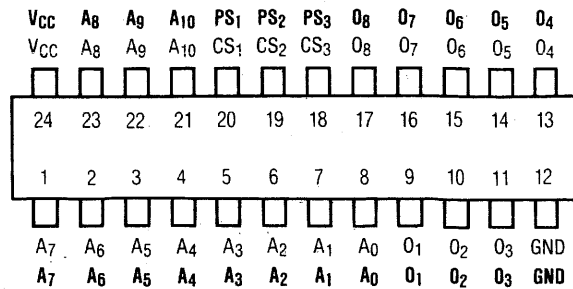 VCC A8 A9 A10 PS1 PS2 PS3 O8 O7 O6 O5 O4
VCC A8 A9 A10 CS1 CS2 CS3 O8 O7 O6 O5 O4
24 23 22 21 20 19 18 17 16 15 14 13
1 2 3 4 5 6 7 8 9 10 11 12
A7 A6 A5 A4 A3 A2 A1 A0 O1 O2 O3 GND
A7 A6 A5 A4 A3 A2 A1 A0 O1 O2 O3 GND